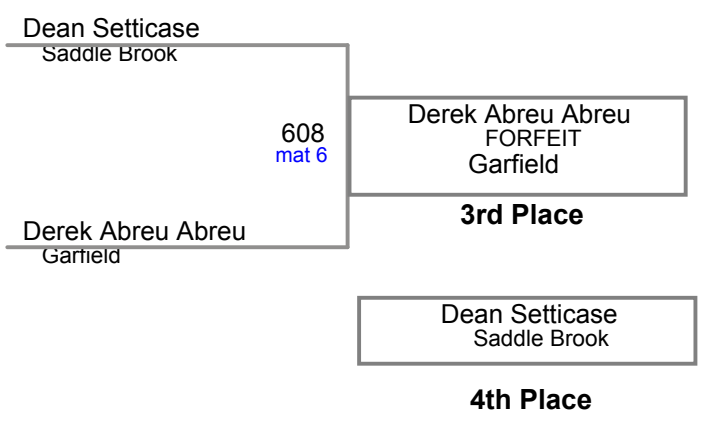 Dean Setticase
Saddle Brook
608
mat 6
Derek Abreu Abreu
FORFEIT
Garfield
3rd Place
Derek Abreu Abreu
Garfield
Dean Setticase
Saddle Brook
4th Place